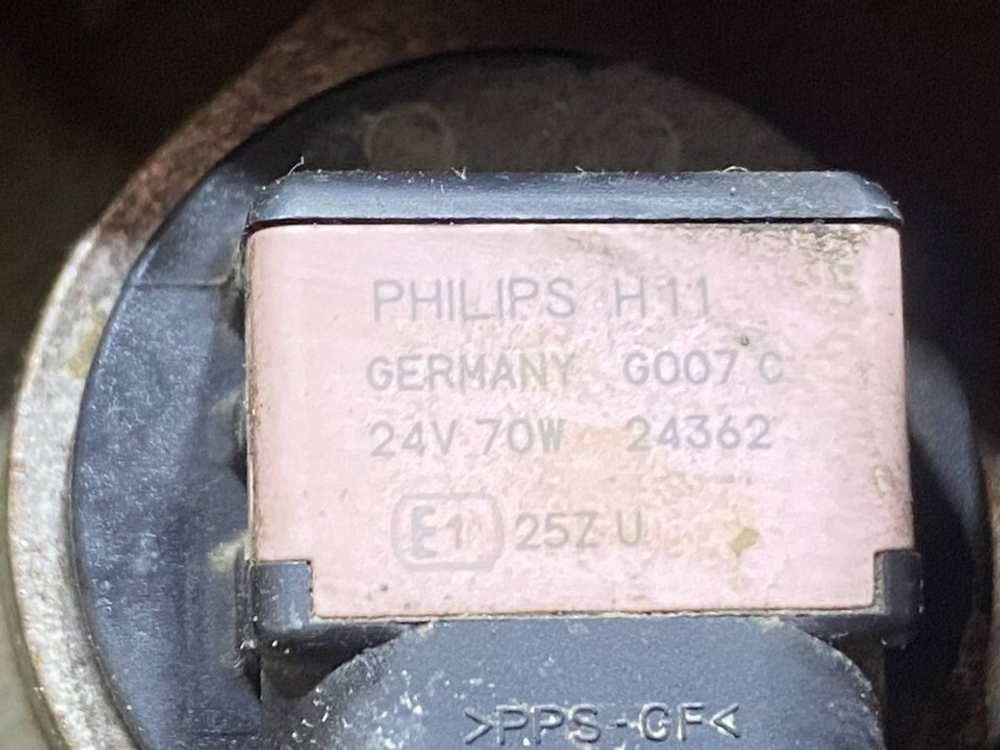 PHILIPS H11
GERMANY G007 C
24V 70W 24362
E1 25Z U
>PPS-GF<